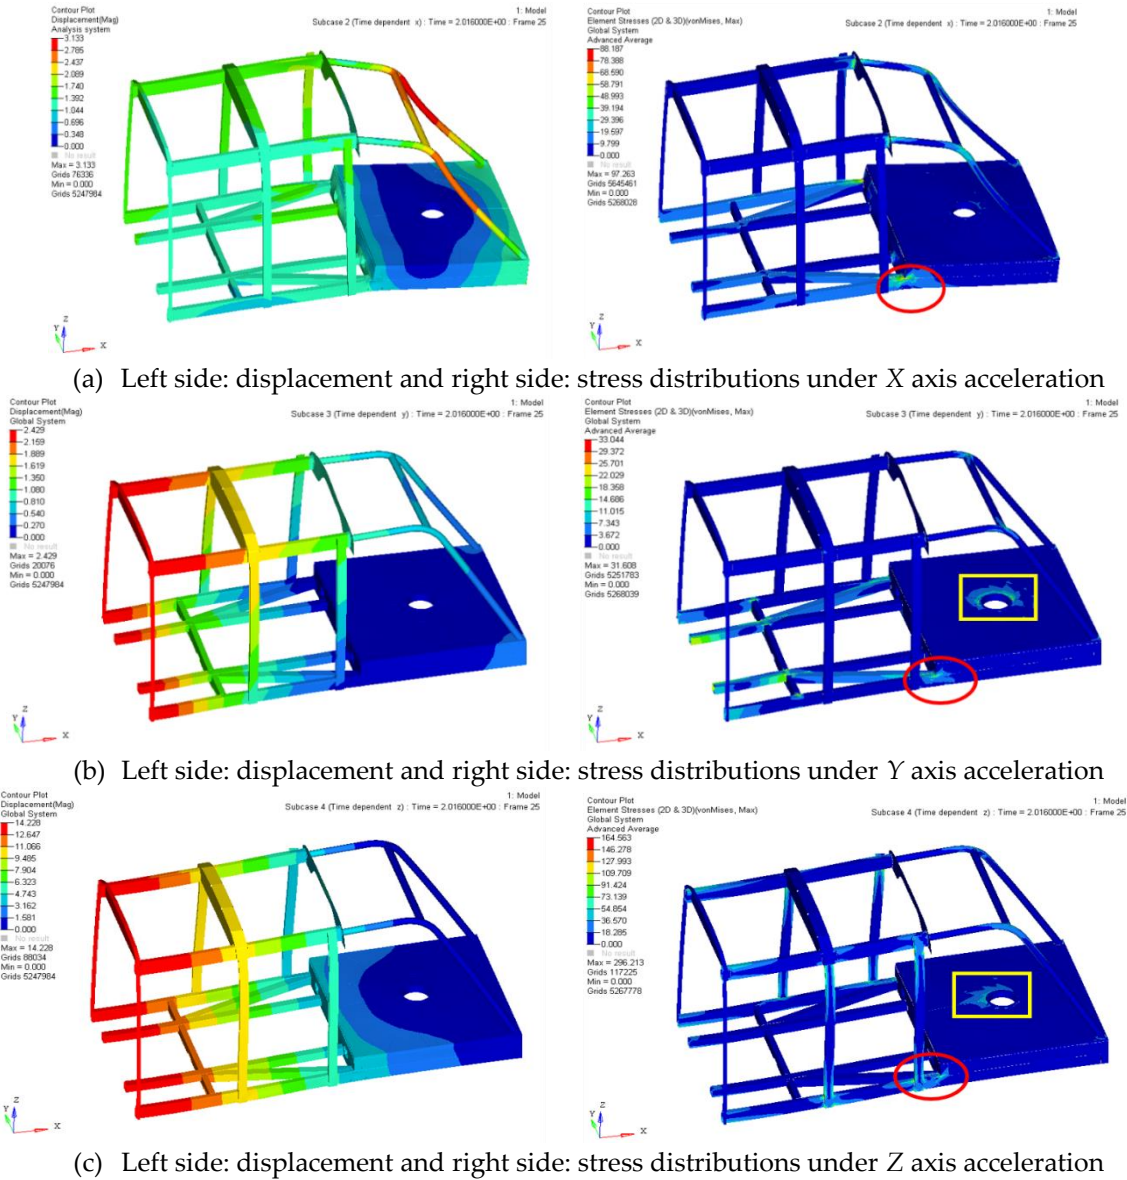 Contour Plot
Displacement(Mag)
Analysis system
3.133
2.785
2.437
2.089
1.740
1.392
1.044
0.696
0.348
0.000
No result
Max = 3.133
Grids 76336
Min = 0.000
Grids 5247984
1: Model
Subcase 2 (Time dependent x) : Time = 2.016000E+00 : Frame 25
Z
Y
X
Contour Plot
Element Stresses (2D & 3D)(vonMises, Max)
Global System
Advanced Average
88.187
78.388
68.590
58.791
48.993
39.194
29.396
19.597
9.799
0.000
No result
Max = 97.263
Grids 5645461
Min = 0.000
Grids 5268028
1: Model
Subcase 2 (Time dependent x) : Time = 2.016000E+00 : Frame 25
Z
Y
X
(a) Left side: displacement and right side: stress distributions under X axis acceleration
Contour Plot
Displacement(Mag)
Global System
2.429
2.159
1.889
1.619
1.350
1.080
0.810
0.540
0.270
0.000
No result
Max = 2.429
Grids 20076
Min = 0.000
Grids 5247984
1: Model
Subcase 3 (Time dependent y) : Time = 2.016000E+00 : Frame 25
Z
Y
X
Contour Plot
Element Stresses (2D & 3D)(vonMises, Max)
Global System
Advanced Average
33.044
29.372
25.701
22.029
18.358
14.686
11.015
7.343
3.672
0.000
No result
Max = 31.608
Grids 5251783
Min = 0.000
Grids 5268039
1: Model
Subcase 3 (Time dependent y) : Time = 2.016000E+00 : Frame 25
Z
Y
X
(b) Left side: displacement and right side: stress distributions under Y axis acceleration
Contour Plot
Displacement(Mag)
Global System
14.228
12.647
11.066
9.485
7.904
6.323
4.743
3.162
1.581
0.000
No result
Max = 14.228
Grids 88034
Min = 0.000
Grids 5247984
1: Model
Subcase 4 (Time dependent z) : Time = 2.016000E+00 : Frame 25
Z
Y
X
Contour Plot
Element Stresses (2D & 3D)(vonMises, Max)
Global System
Advanced Average
164.563
146.278
127.993
109.709
91.424
73.139
54.854
36.570
18.285
0.000
No result
Max = 296.213
Grids 117225
Min = 0.000
Grids 5267778
1: Model
Subcase 4 (Time dependent z) : Time = 2.016000E+00 : Frame 25
Z
Y
X
(c) Left side: displacement and right side: stress distributions under Z axis acceleration